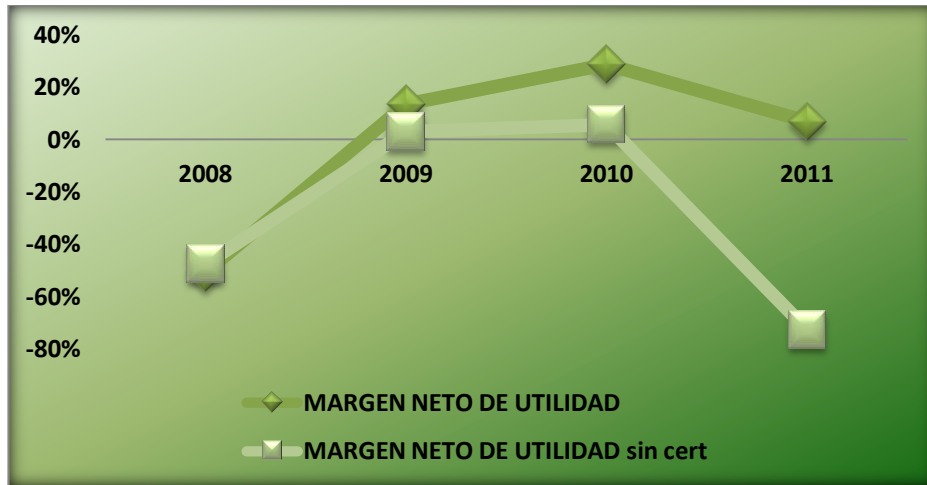 40%
20%
0%
2008 2009 2010 2011
-20%
-40%
-60%
-80%
MARGEN NETO DE UTILIDAD
MARGEN NETO DE UTILIDAD sin cert